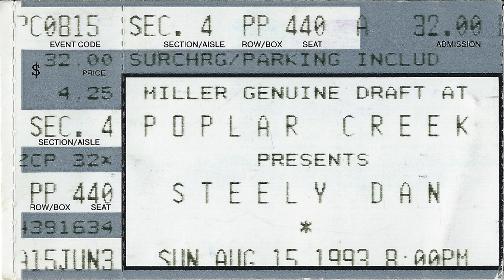 PC0815 SEC. 4 PP 440 A 32.00
EVENT CODE SECTION/AISLE ROW/BOX SEAT ADMISSION
$ 32.00 SURCHRG/PARKING INCLUD
PRICE
4.25 MILLER GENUINE DRAFT AT
SEC. 4 POPLAR CREEK
SECTION/AISLE
ZCP 32X PRESENTS
PP 440 STEELY DAN
ROW/BOX SEAT
4391634 *
A15JUN3 SUN AUG 15 1993 8:00PM